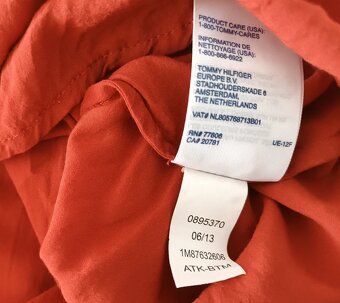 PRODUCT CARE (USA):
1-800-TOMMY-CARES
INFORMATION DE
NETTOYAGE (USA):
1-800-866-6922
TOMMY HILFIGER
EUROPE B.V.
STADHOUDERSKADE 6
AMSTERDAM,
THE NETHERLANDS
VAT# NL805768713B01
RN# 77806
CA# 20781
UE-12F
0895370
06/13
1M87632606
ATK-BTM